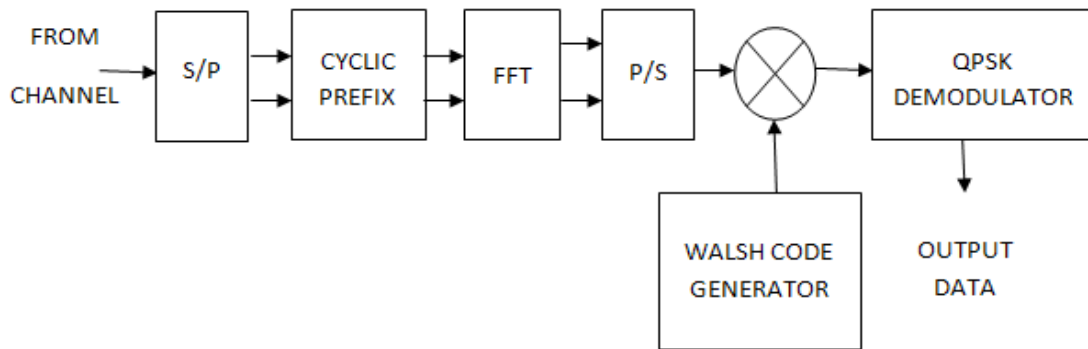 FROM
CHANNEL
S/P
CYCLIC
PREFIX
FFT
P/S
QPSK
DEMODULATOR
WALSH CODE
GENERATOR
OUTPUT
DATA